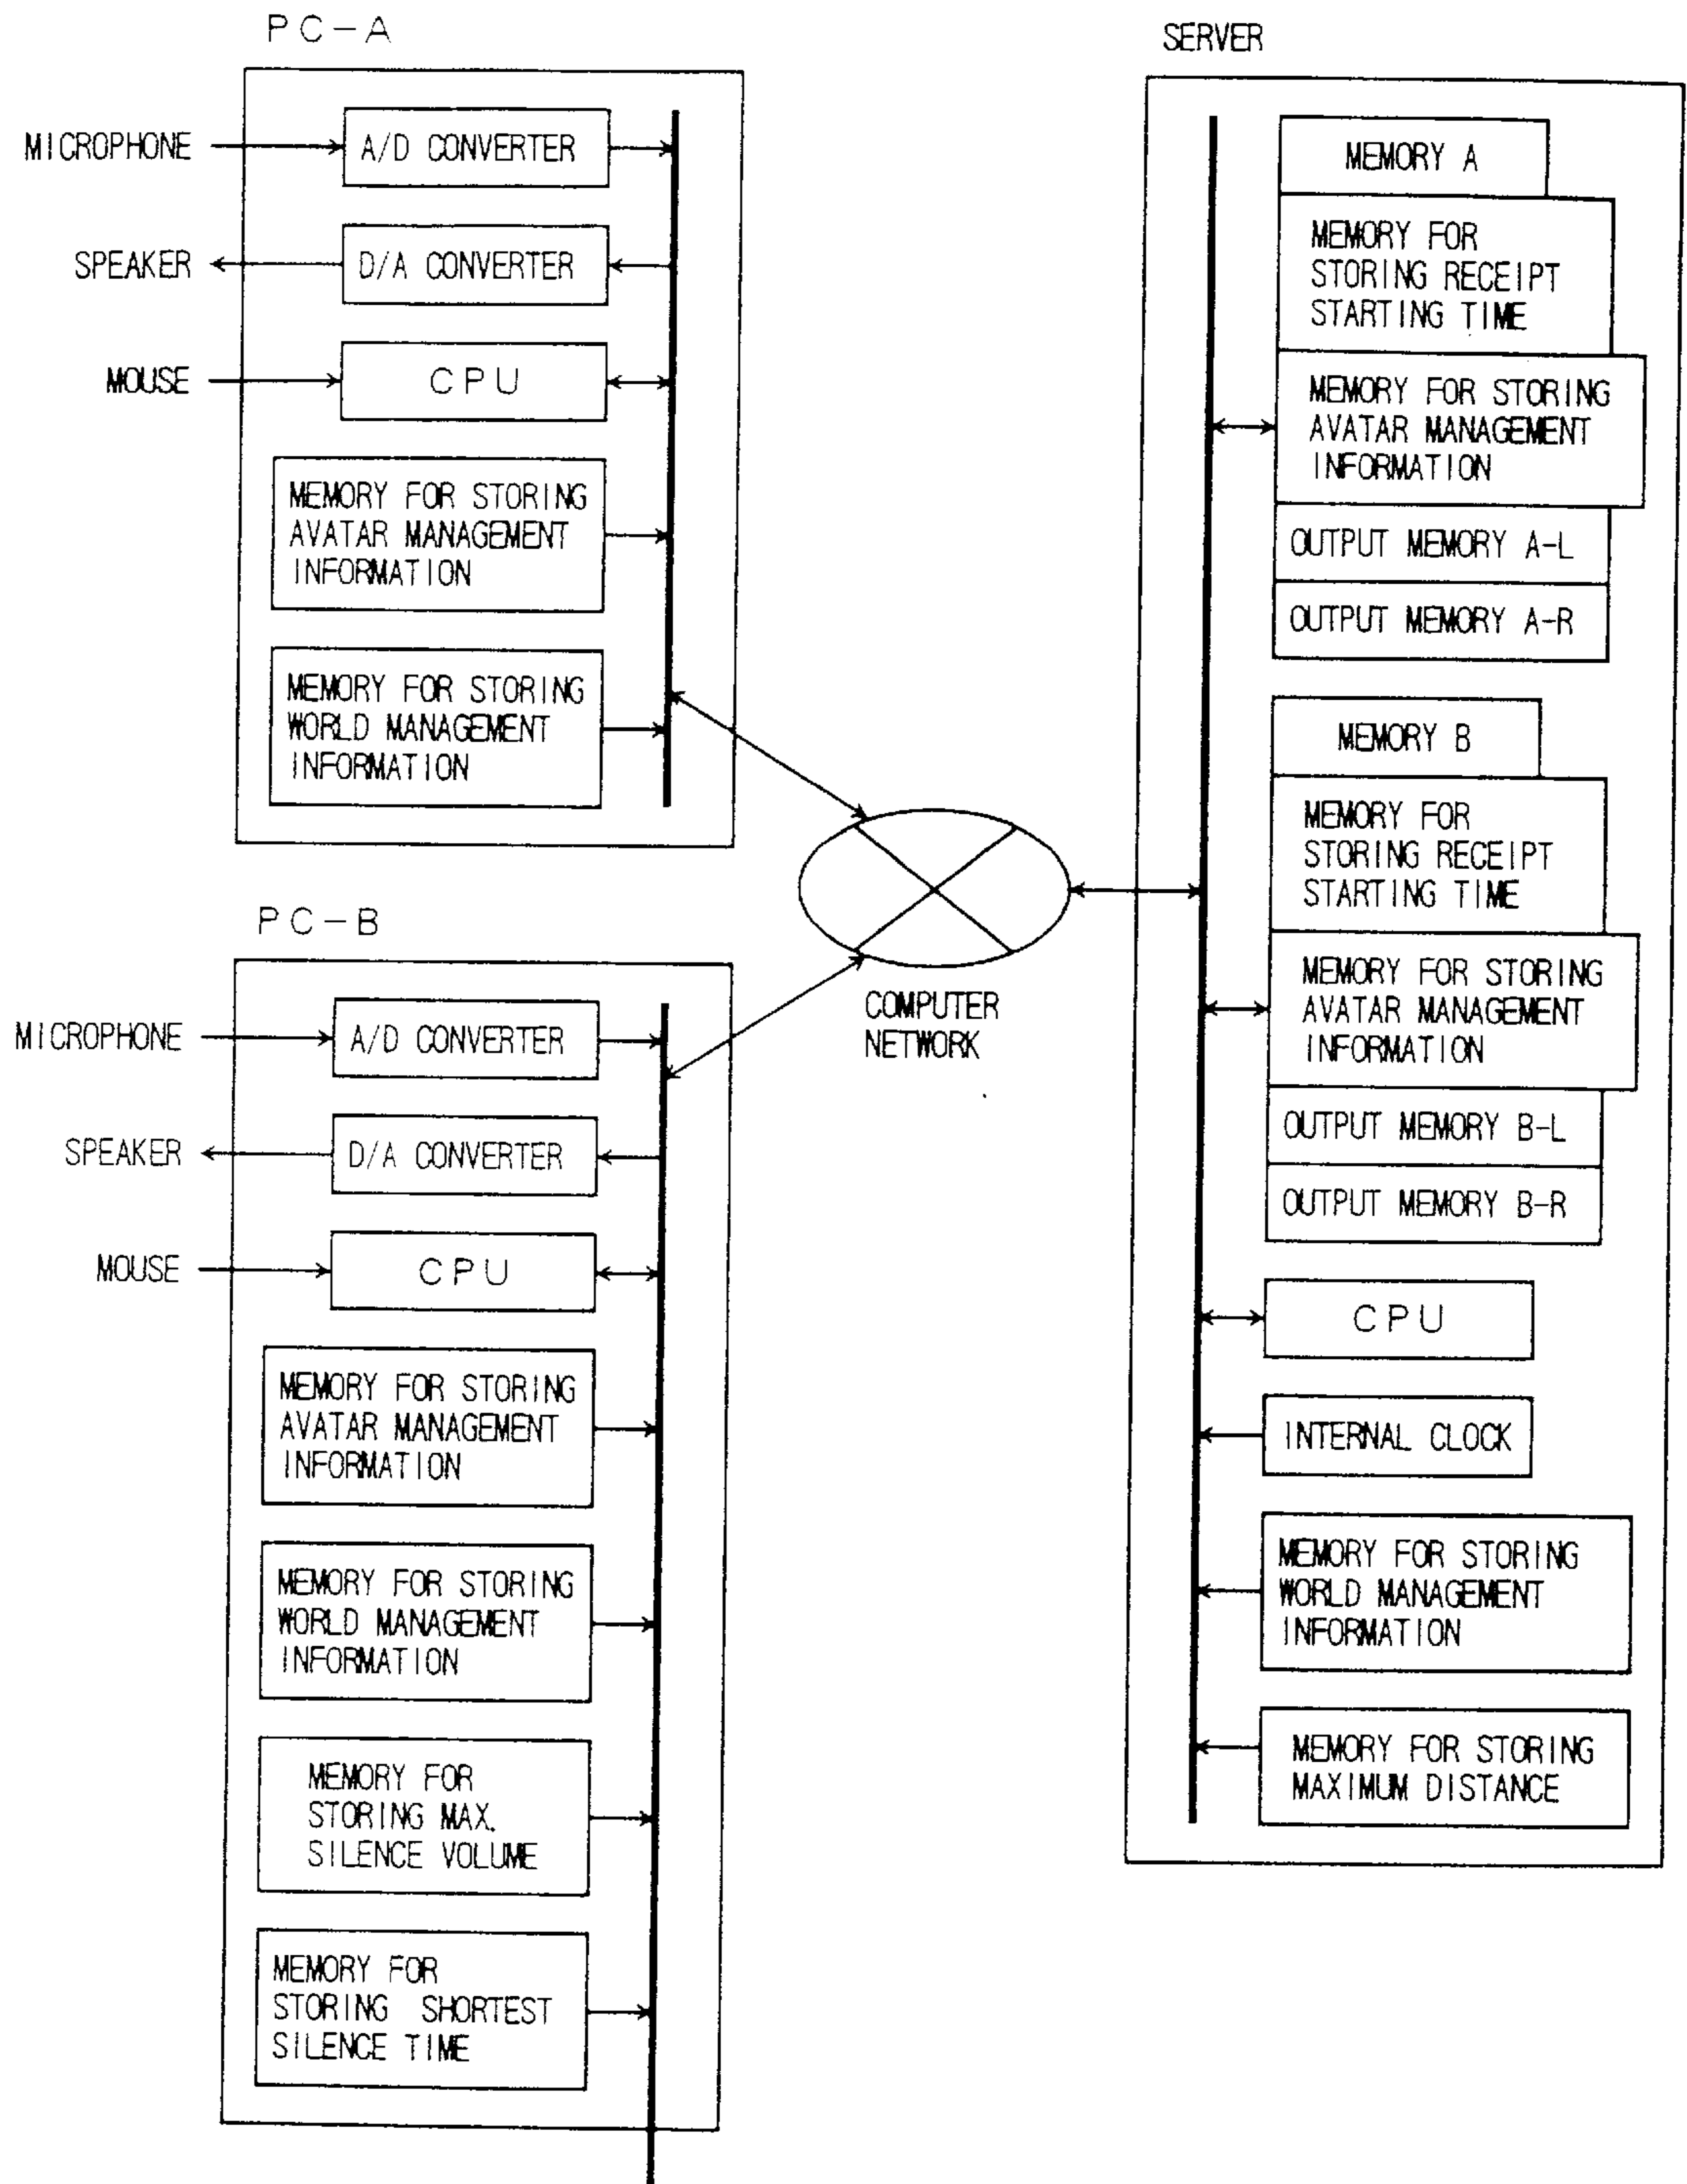 PC-A
MICROPHONE
A/D CONVERTER
SPEAKER
D/A CONVERTER
MOUSE
CPU
MEMORY FOR STORING
AVATAR MANAGEMENT
INFORMATION
MEMORY FOR STORING
WORLD MANAGEMENT
INFORMATION
PC-B
MICROPHONE
A/D CONVERTER
SPEAKER
D/A CONVERTER
MOUSE
CPU
MEMORY FOR STORING
AVATAR MANAGEMENT
INFORMATION
MEMORY FOR STORING
WORLD MANAGEMENT
INFORMATION
MEMORY FOR
STORING MAX.
SILENCE VOLUME
MEMORY FOR
STORING SHORTEST
SILENCE TIME
COMPUTER
NETWORK
SERVER
MEMORY A
MEMORY FOR
STORING RECEIPT
STARTING TIME
MEMORY FOR STORING
AVATAR MANAGEMENT
INFORMATION
OUTPUT MEMORY A-L
OUTPUT MEMORY A-R
MEMORY B
MEMORY FOR
STORING RECEIPT
STARTING TIME
MEMORY FOR STORING
AVATAR MANAGEMENT
INFORMATION
OUTPUT MEMORY B-L
OUTPUT MEMORY B-R
CPU
INTERNAL CLOCK
MEMORY FOR STORING
WORLD MANAGEMENT
INFORMATION
MEMORY FOR STORING
MAXIMUM DISTANCE